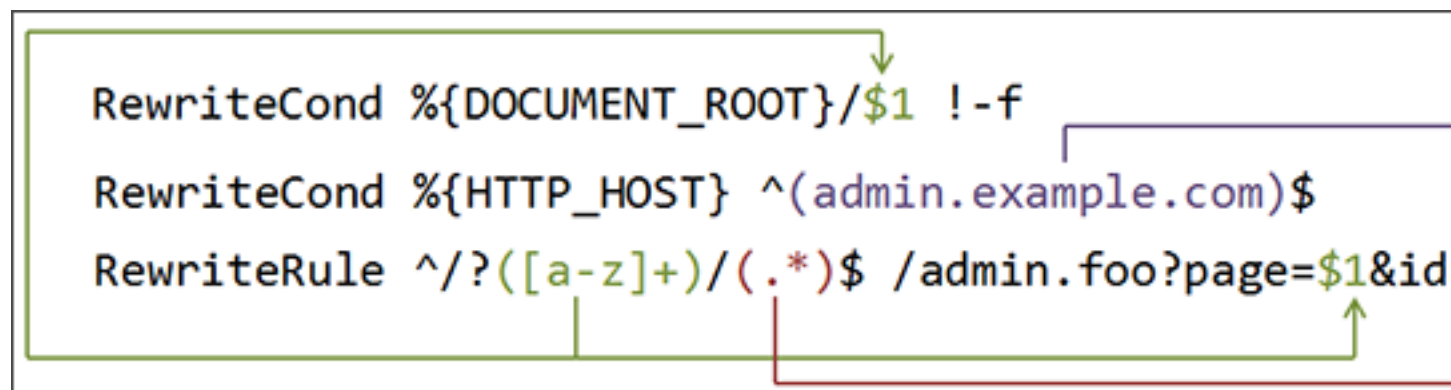 RewriteCond %{DOCUMENT_ROOT}/$1 !-f
RewriteCond %{HTTP_HOST} ^(admin.example.com)$
RewriteRule ^/?([a-z]+)/(.*)$ /admin.foo?page=$1&id